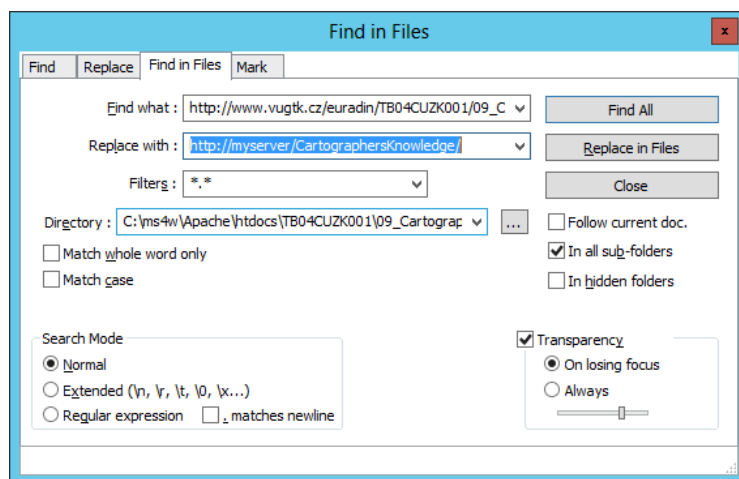 Find in Files
x
Find Replace Find in Files Mark
Find what : http://www.vugtk.cz/euradin/TB04CUZK001/09_C Find All
Replace with : http://myserver/CartographersKnowledge/ Replace in Files
Filters : *.* Close
Directory : C:\ms4w\Apache\htdocs\TB04CUZK001\09_Cartograp ... Follow current doc.
Match whole word only In all sub-folders
Match case In hidden folders
Search Mode Transparency
Normal On losing focus
Extended (\n, \r, \t, \0, \x...) Always
Regular expression . matches newline